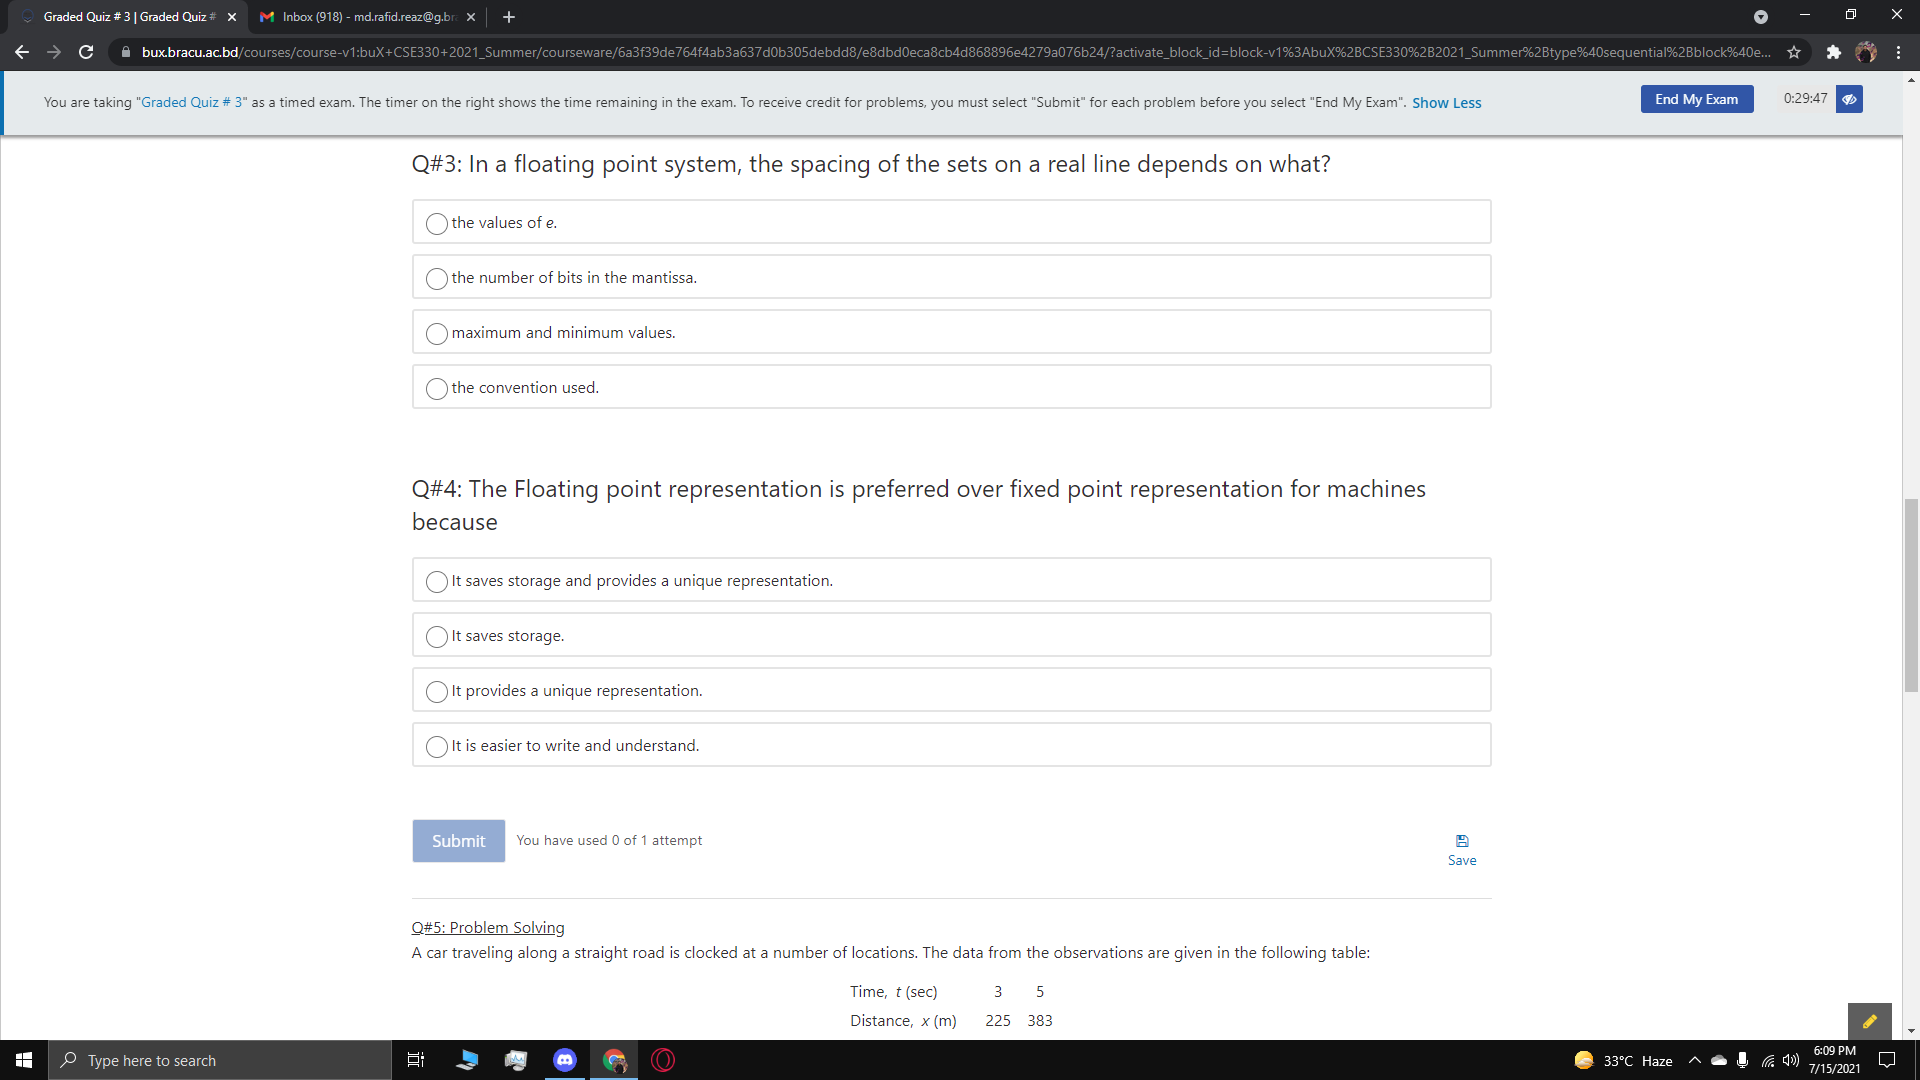 Graded Quiz # 3 | Graded Quiz #
Inbox (918) - md.rafid.reaz@g.br
bux.bracu.ac.bd/courses/course-v1:buX+CSE330+2021_Summer/courseware/6a3f39de764f4ab3a637d0b305debdd8/e8dbd0eca8cb4d868896e4279a076b24/?activate_block_id=block-v1%3AbuX%2BCSE330%2B2021_Summer%2Btype%40sequential%2Bblock%40e...
You are taking "Graded Quiz # 3" as a timed exam. The timer on the right shows the time remaining in the exam. To receive credit for problems, you must select "Submit" for each problem before you select "End My Exam". Show Less
End My Exam
0:29:47
Q#3: In a floating point system, the spacing of the sets on a real line depends on what?
the values of e.
the number of bits in the mantissa.
maximum and minimum values.
the convention used.
Q#4: The Floating point representation is preferred over fixed point representation for machines
because
It saves storage and provides a unique representation.
It saves storage.
It provides a unique representation.
It is easier to write and understand.
Submit
You have used 0 of 1 attempt
Save
Q#5: Problem Solving
A car traveling along a straight road is clocked at a number of locations. The data from the observations are given in the following table:
Time, t (sec) 3 5
Distance, x (m) 225 383
Type here to search
33°C Haze
6:09 PM
7/15/2021